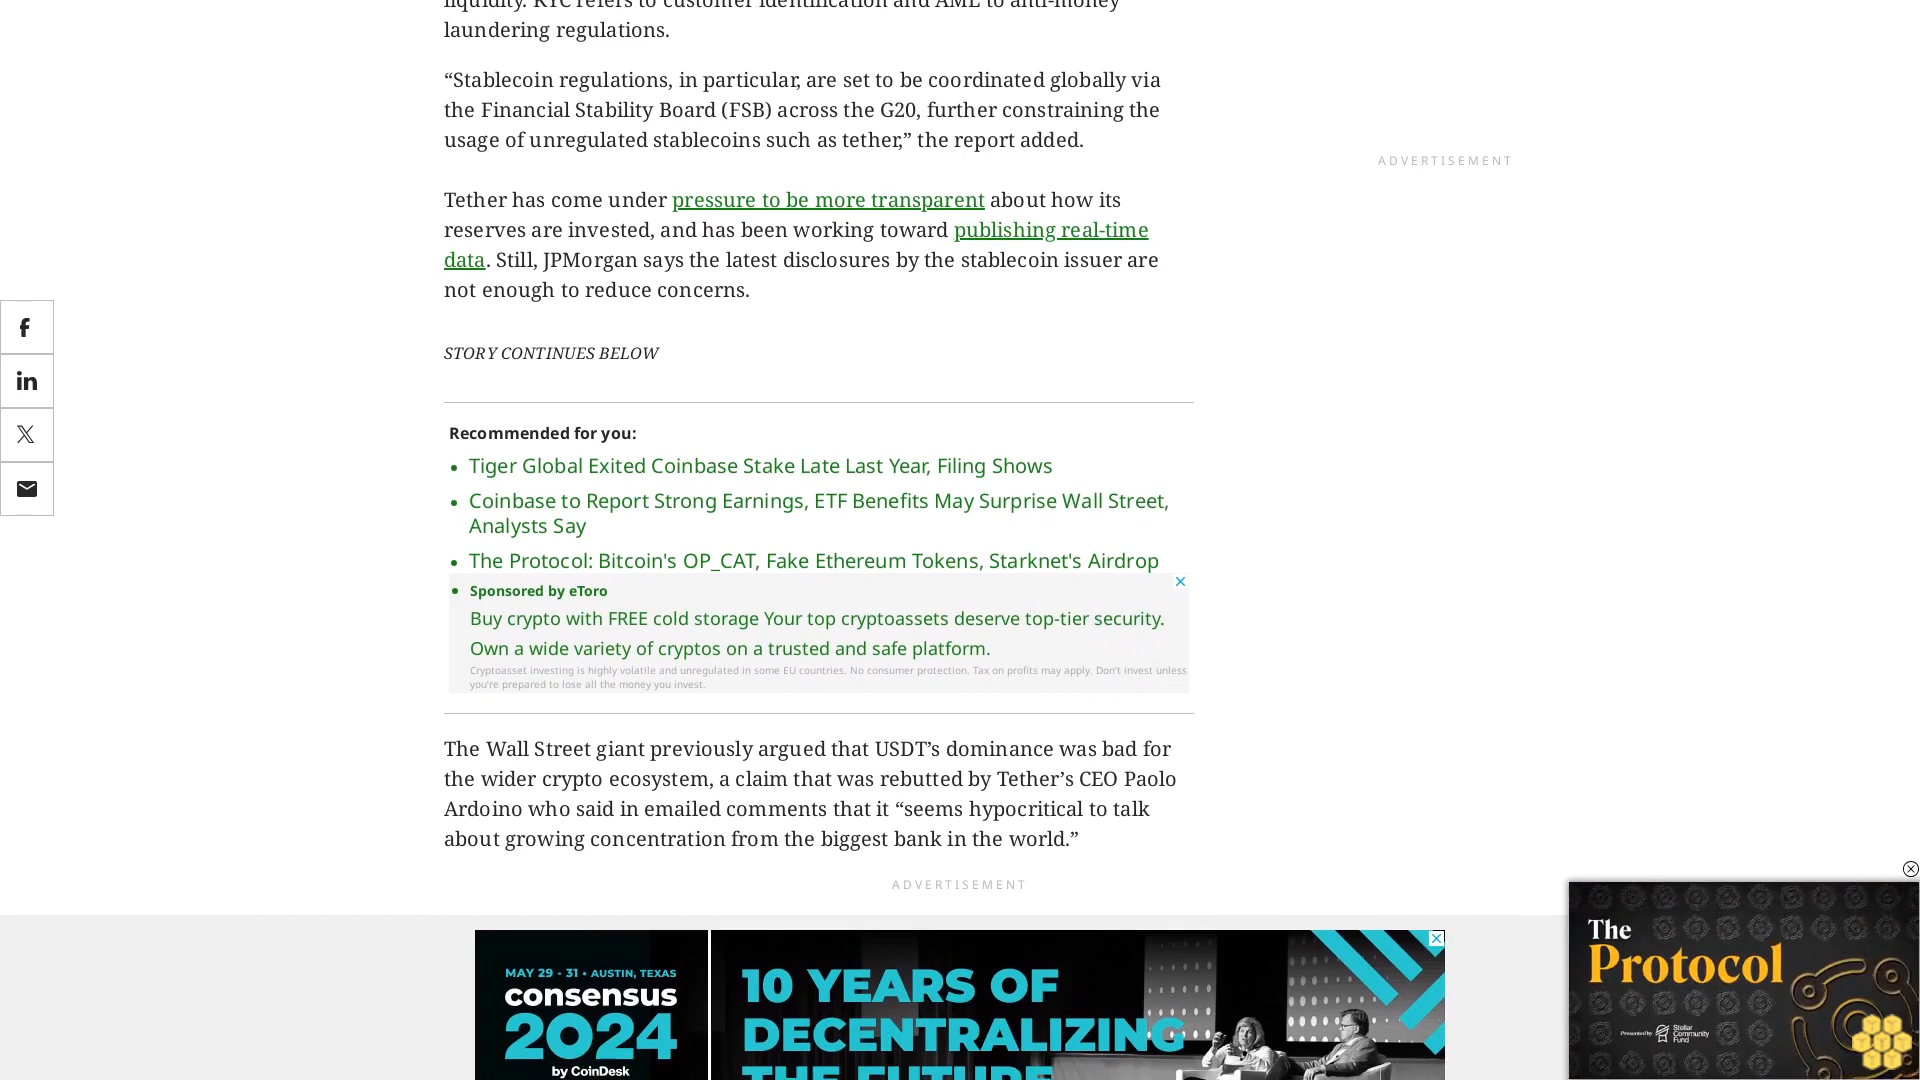 liquidity. KYC refers to customer identification and AML to anti-money
laundering regulations.
“Stablecoin regulations, in particular, are set to be coordinated globally via
the Financial Stability Board (FSB) across the G20, further constraining the
usage of unregulated stablecoins such as tether,” the report added.
ADVERTISEMENT
Tether has come under pressure to be more transparent about how its
reserves are invested, and has been working toward publishing real-time
data. Still, JPMorgan says the latest disclosures by the stablecoin issuer are
not enough to reduce concerns.
STORY CONTINUES BELOW
Recommended for you:
• Tiger Global Exited Coinbase Stake Late Last Year, Filing Shows
• Coinbase to Report Strong Earnings, ETF Benefits May Surprise Wall Street,
Analysts Say
• The Protocol: Bitcoin's OP_CAT, Fake Ethereum Tokens, Starknet's Airdrop
• Sponsored by eToro
Buy crypto with FREE cold storage Your top cryptoassets deserve top-tier security.
Own a wide variety of cryptos on a trusted and safe platform.
Cryptoasset investing is highly volatile and unregulated in some EU countries. No consumer protection. Tax on profits may apply. Don’t invest unless
you’re prepared to lose all the money you invest.
The Wall Street giant previously argued that USDT’s dominance was bad for
the wider crypto ecosystem, a claim that was rebutted by Tether’s CEO Paolo
Ardoino who said in emailed comments that it “seems hypocritical to talk
about growing concentration from the biggest bank in the world.”
ADVERTISEMENT
MAY 29 - 31 • AUSTIN, TEXAS
consensus
2024
by CoinDesk
10 YEARS OF
DECENTRALIZING
THE FUTURE
The
Protocol
Presented by
Stellar
Community
Fund